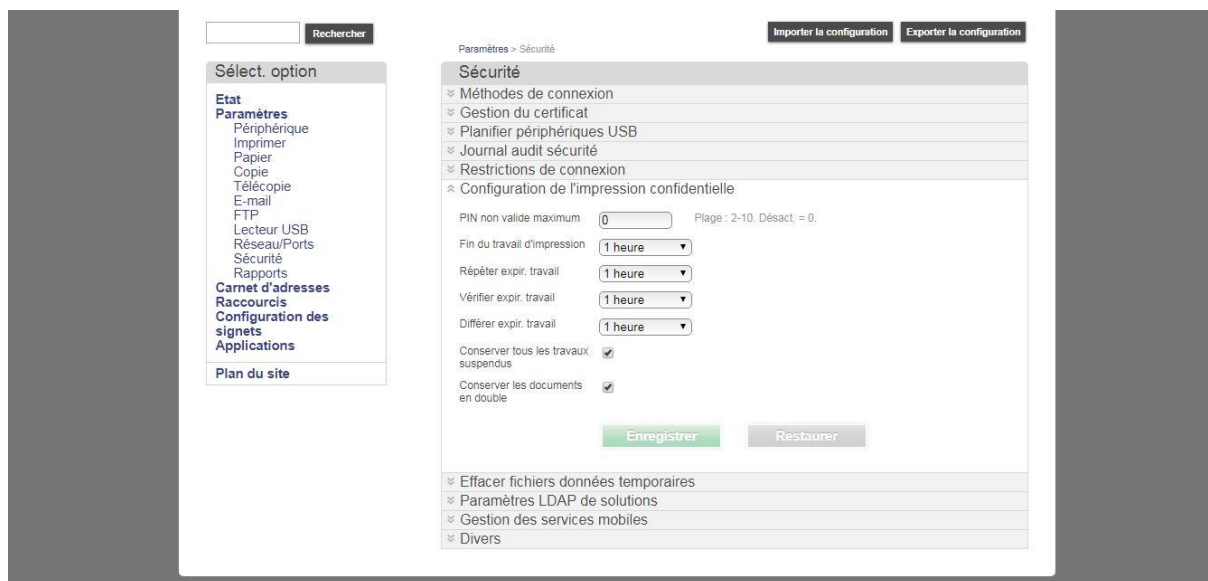 Rechercher
Importer la configuration
Exporter la configuration
Paramètres > Sécurité
Sélect. option
Etat
Paramètres
Périphérique
Imprimer
Papier
Copie
Télécopie
E-mail
FTP
Lecteur USB
Réseau/Ports
Sécurité
Rapports
Carnet d'adresses
Raccourcis
Configuration des
signets
Applications
Plan du site
Sécurité
Méthodes de connexion
Gestion du certificat
Planifier périphériques USB
Journal audit sécurité
Restrictions de connexion
Configuration de l'impression confidentielle
PIN non valide maximum 0 Plage : 2-10. Désact. = 0.
Fin du travail d'impression 1 heure
Répéter expir. travail 1 heure
Vérifier expir. travail 1 heure
Différer expir. travail 1 heure
Conserver tous les travaux
suspendus
Conserver les documents
en double
Enregistrer
Restaurer
Effacer fichiers données temporaires
Paramètres LDAP de solutions
Gestion des services mobiles
Divers